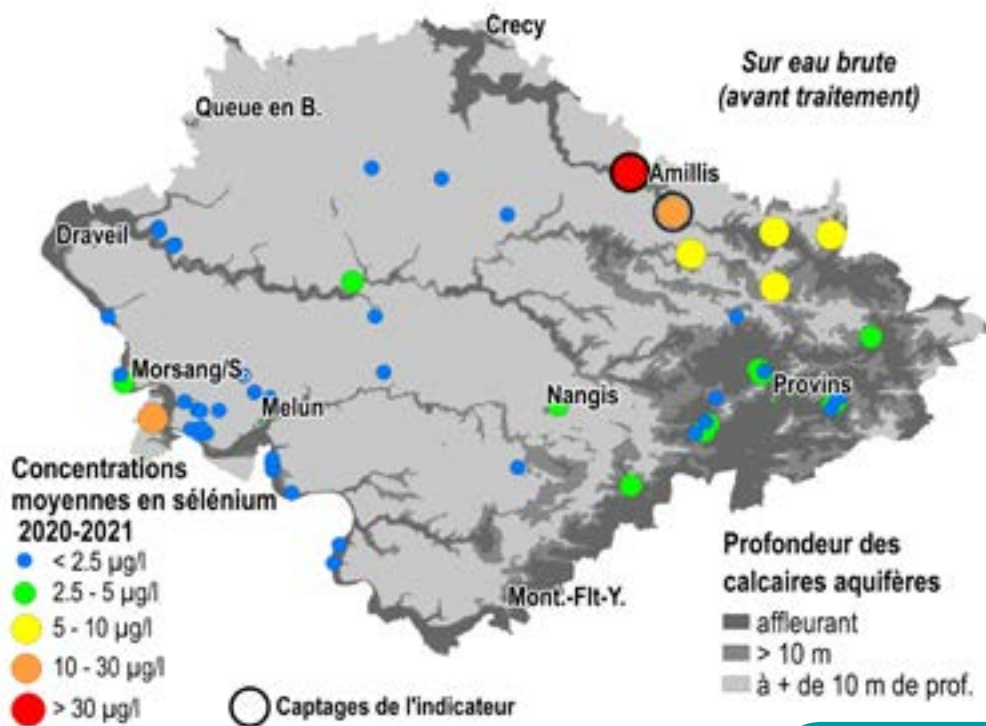 Crecy
Sur eau brute
(avant traitement)
Queue en B.
Amillis
Draveil
Morsang/S.
Nangis
Provins
Melun
Concentrations
moyennes en sélénium
2020-2021
< 2.5 µg/l
2.5 - 5 µg/l
5 - 10 µg/l
10 - 30 µg/l
> 30 µg/l
Mont.-Flt-Y.
Captages de l'indicateur
Profondeur des
calcaires aquifères
affleurant
> 10 m
à + de 10 m de prof.